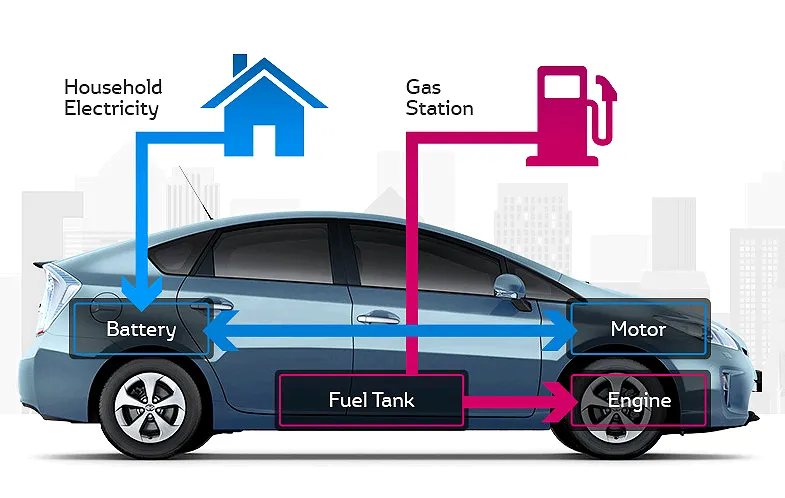 Household
Electricity
Gas
Station
Battery
Motor
Fuel Tank
Engine